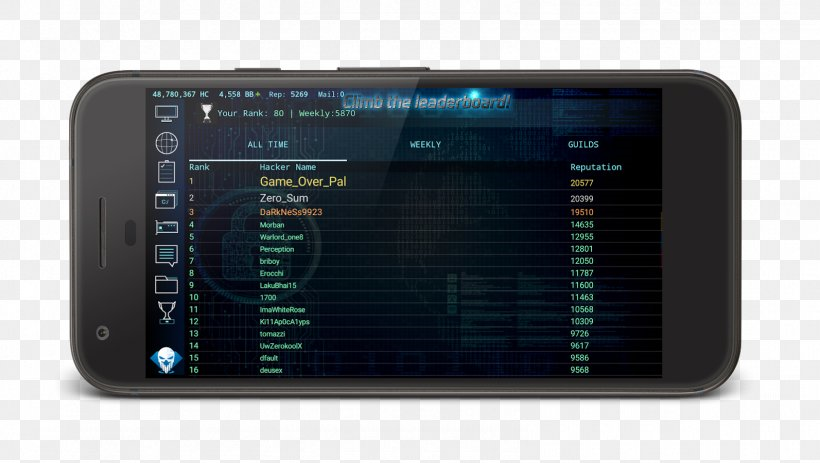 48,780,367 HC 4,558 BB+ Rep: 5269 Mail:0
Climb the leaderboard!
Your Rank: 80 | Weekly:5870
ALL TIME WEEKLY GUILDS
Rank Hacker Name Reputation
1 Game_Over_Pal 20577
2 Zero_Sum 20399
3 DaRkNeSs9923 19510
4 Morban 14635
5 Warlord_one8 12955
6 Perception 12801
7 briboy 12050
8 Erocchi 11787
9 LakuBhai15 11600
10 1700 11463
11 ImaWhiteRose 10568
12 Ki11Ap0cA1yps 10309
13 tomazzi 9726
14 UwZerokoolX 9617
15 dfault 9586
16 deusex 9568
C:/